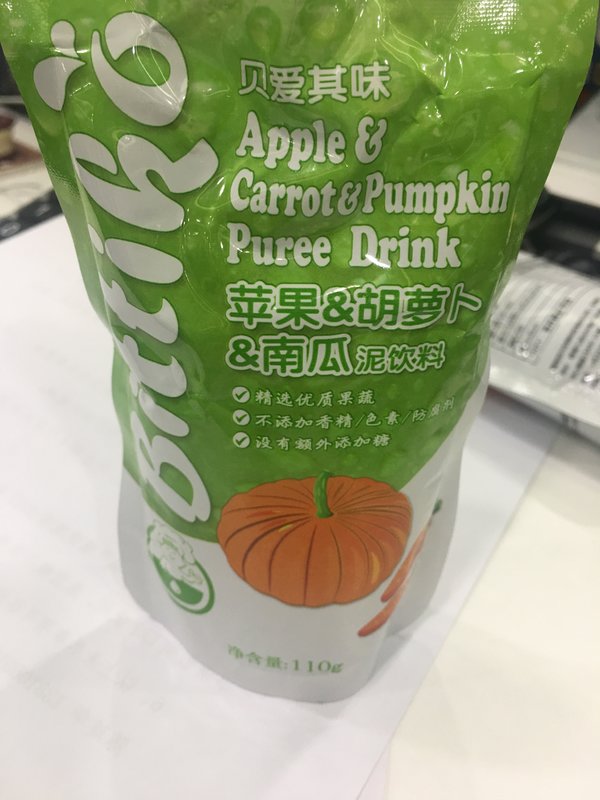 Brttiko
贝爱其味
Apple &
Carrot&Pumpkin
Puree Drink
苹果&胡萝卜
&南瓜泥饮料
精选优质果蔬
不添加香精/色素/防腐剂
没有额外添加糖
净含量:110g